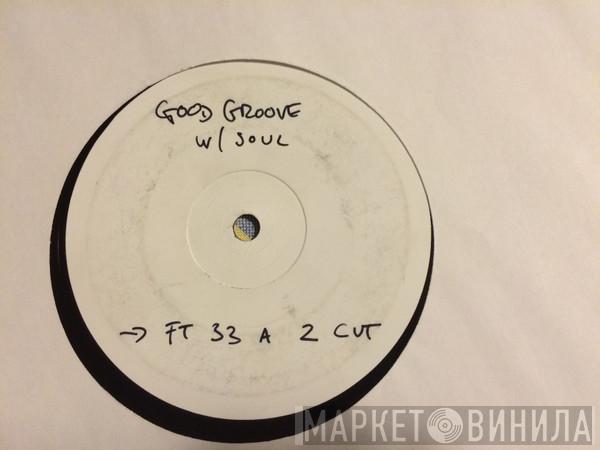 GOOD GROOVE
W/ SOUL
→ FT 33 A 2 CUT
МАРКЕТ ВИНИЛА